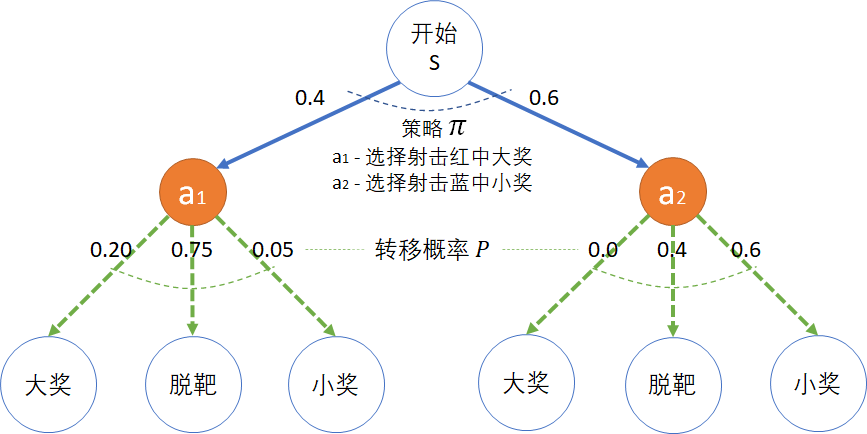 开始
S
0.4
0.6
策略 π
a1 - 选择射击红中大奖
a2 - 选择射击蓝中小奖
a1
a2
0.20 0.75 0.05 转移概率 P 0.0 0.4 0.6
大奖 脱靶 小奖 大奖 脱靶 小奖